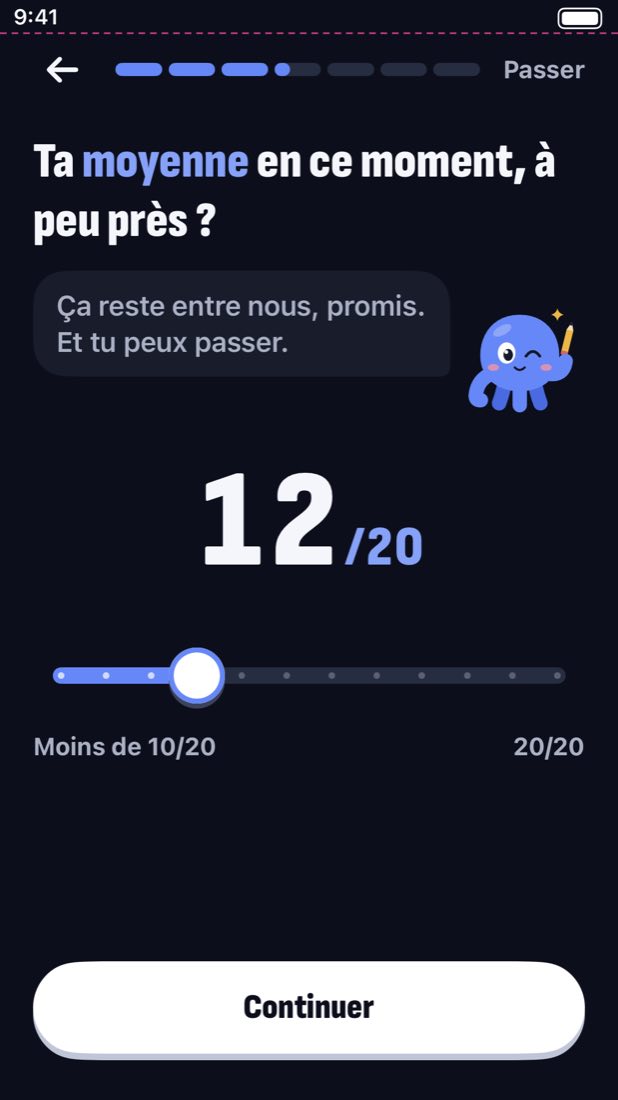 9:41
Passer
Ta moyenne en ce moment, à
peu près ?
Ça reste entre nous, promis.
Et tu peux passer.
12/20
Moins de 10/20
20/20
Continuer